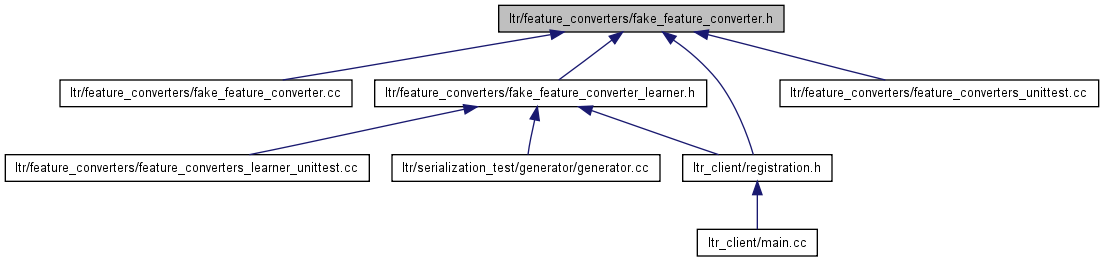 ltr/feature_converters/fake_feature_converter.h
ltr/feature_converters/fake_feature_converter.cc
ltr/feature_converters/fake_feature_converter_learner.h
ltr/feature_converters/feature_converters_unittest.cc
ltr/feature_converters/feature_converters_learner_unittest.cc
ltr/serialization_test/generator/generator.cc
ltr_client/registration.h
ltr_client/main.cc